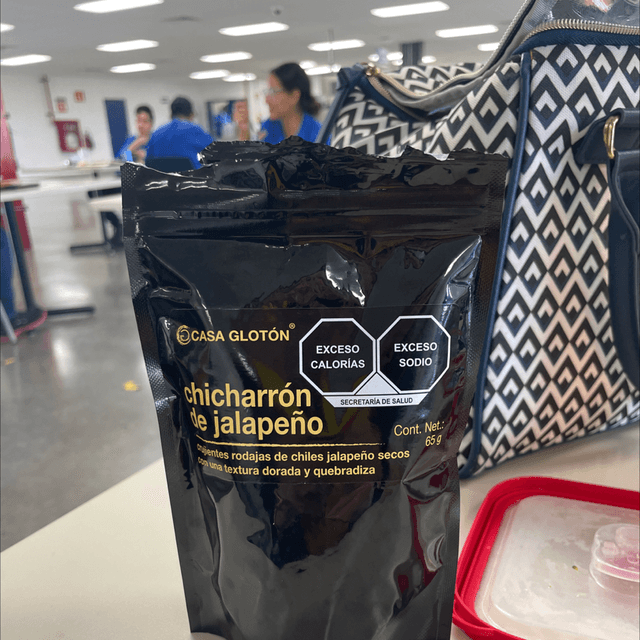 CASA GLOTÓN®
EXCESO
CALORÍAS
EXCESO
SODIO
SECRETARÍA DE SALUD
chicharrón
de jalapeño
Cont. Net.:
65 g
crujientes rodajas de chiles jalapeño secos
con una textura dorada y quebradiza